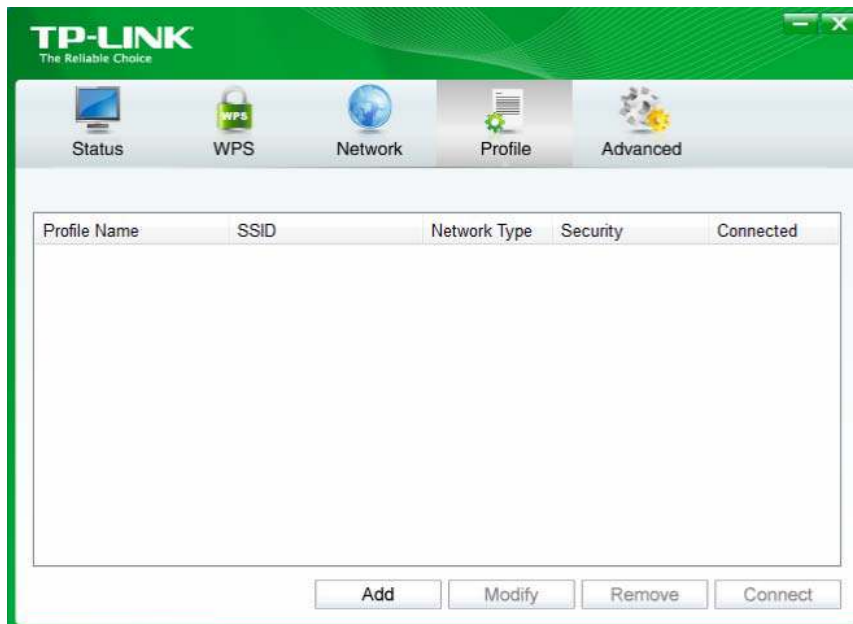 TP-LINK
The Reliable Choice
WPS
Status WPS Network Profile Advanced
Profile Name SSID Network Type Security Connected
Add Modify Remove Connect